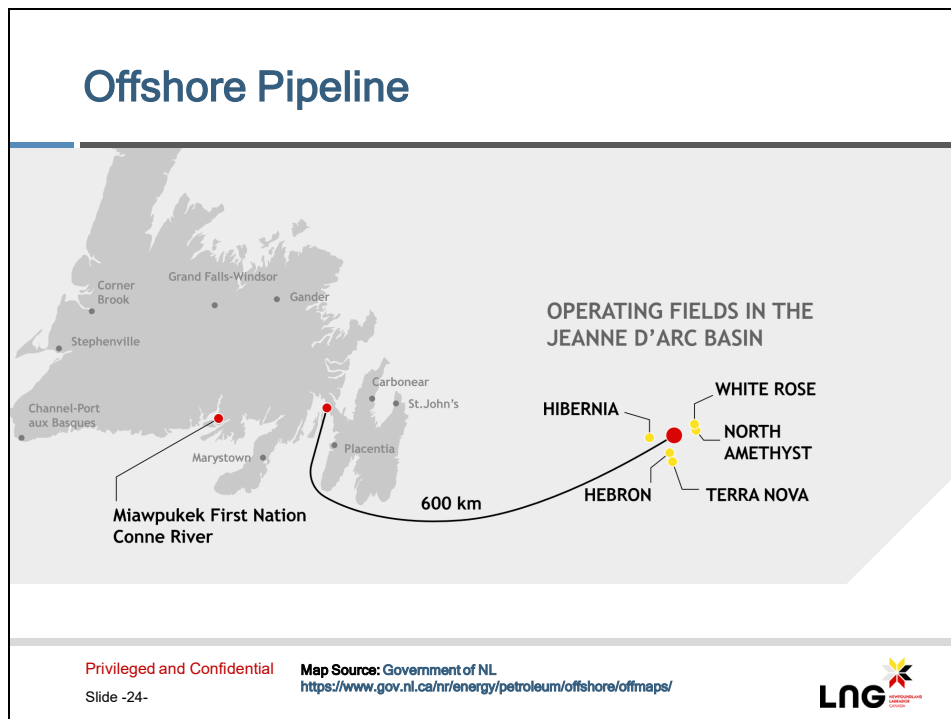 Offshore Pipeline
Grand Falls-Windsor
Corner
Brook
Gander
Stephenville
OPERATING FIELDS IN THE
JEANNE D’ARC BASIN
Carbonear
St.John’s
WHITE ROSE
HIBERNIA
Channel-Port
aux Basques
NORTH
AMETHYST
Placentia
Marystown
HEBRON
TERRA NOVA
600 km
Miawpukek First Nation
Conne River
Privileged and Confidential
Slide -24-
Map Source: Government of NL
https://www.gov.nl.ca/nr/energy/petroleum/offshore/offmaps/
LNG
NEWFOUNDLAND
LABRADOR
CANADA